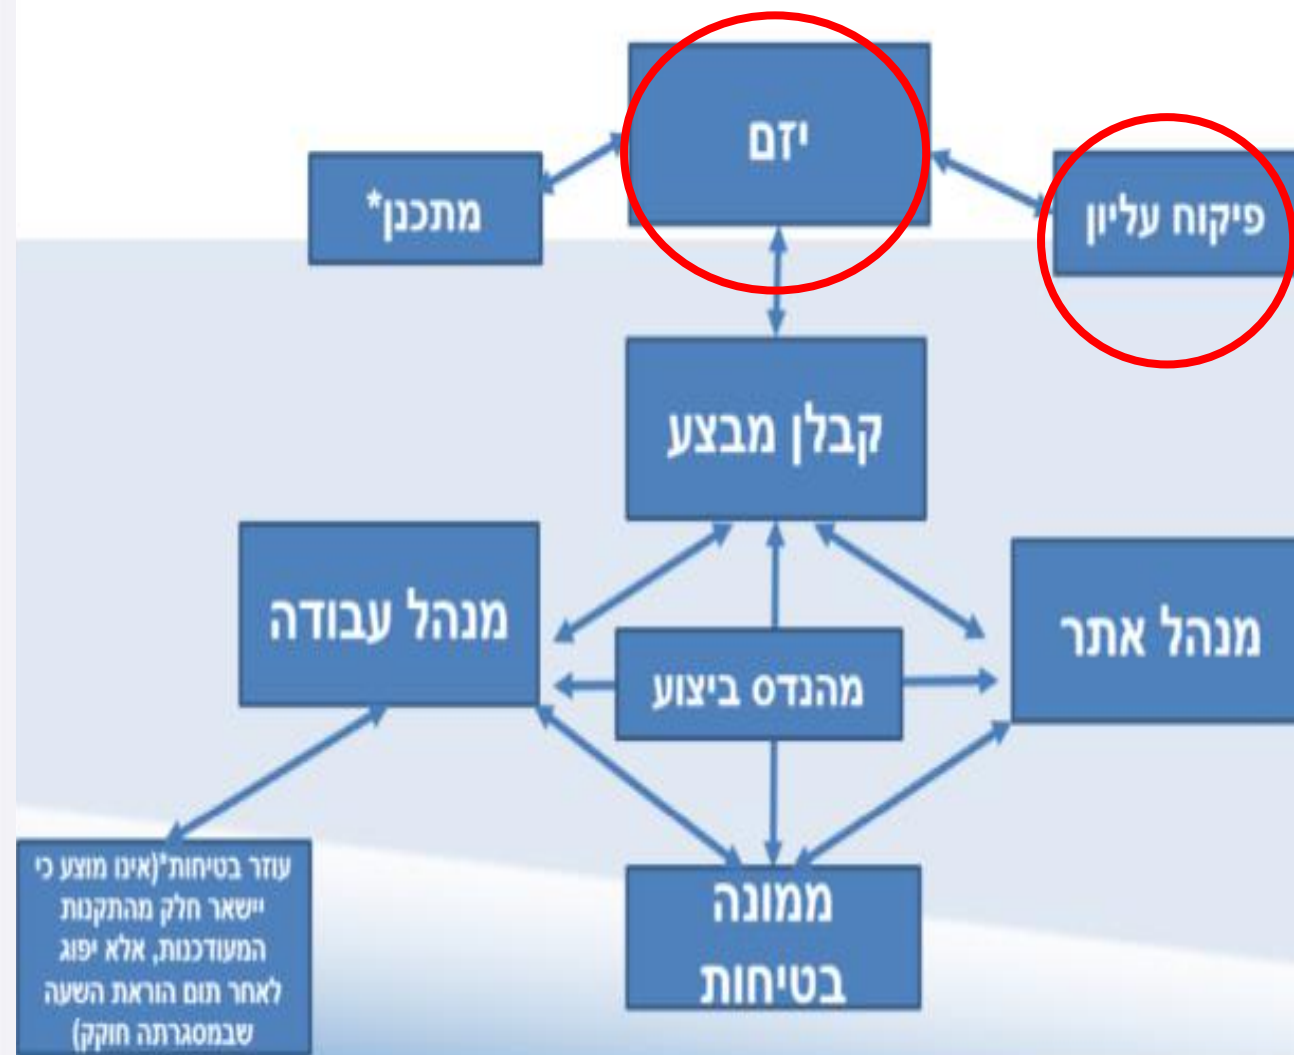 יזם
מתכנן*
פיקוח עליון
קבלן מבצע
מנהל עבודה
מהנדס ביצוע
מנהל אתר
עוזר בטיחות*(אינו מוצע כי
יישאר חלק מהתקנות
המעודכנות, אלא יפוג
לאחר תום הוראת השעה
שבמסגרתה חוקק)
ממונה
בטיחות